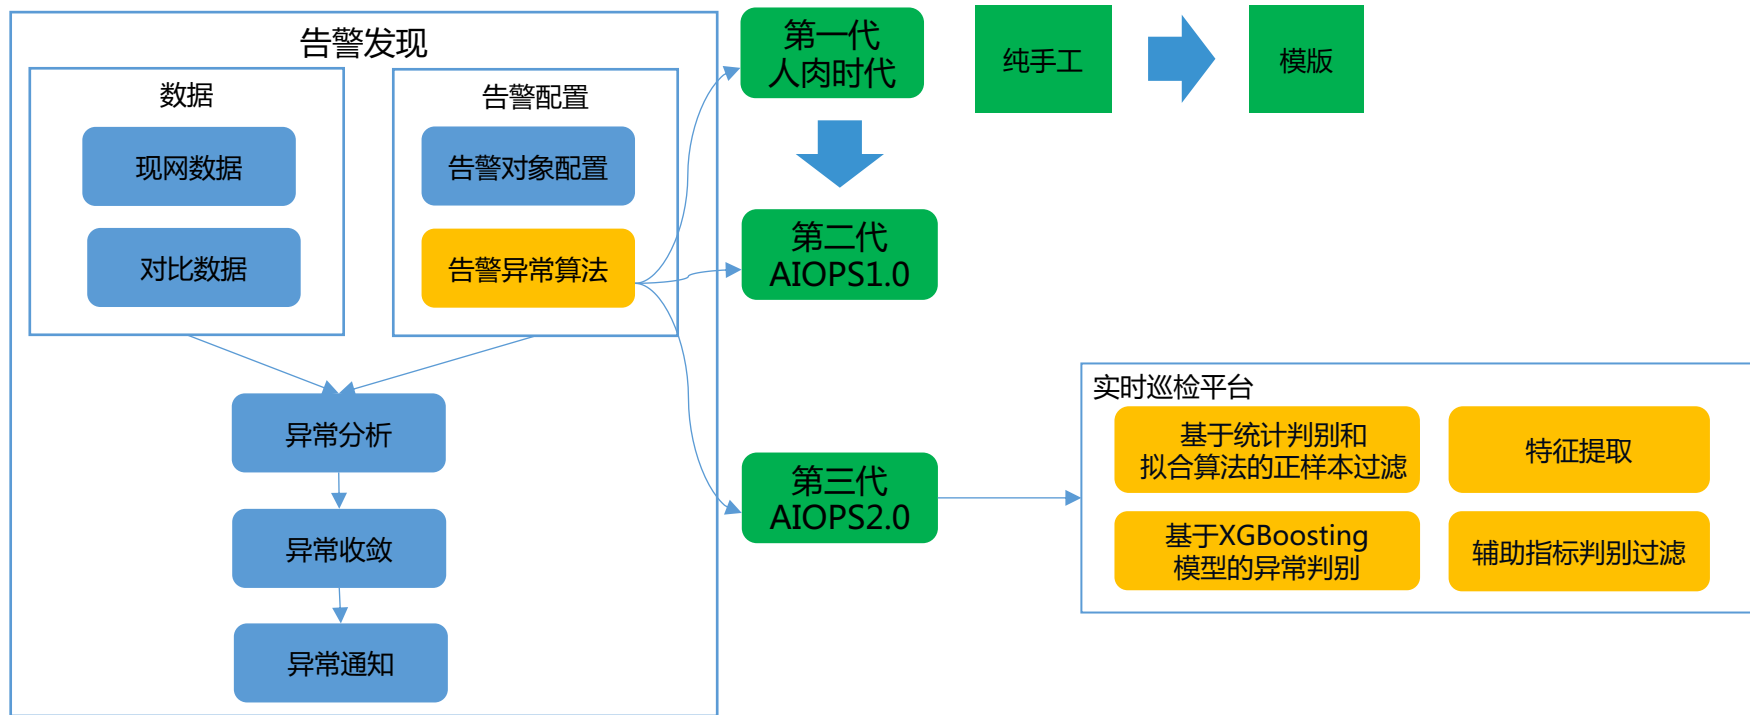 告警发现
数据
现网数据
对比数据
告警配置
告警对象配置
告警异常算法
异常分析
异常收敛
异常通知
第一代
人肉时代
纯手工
模版
第二代
AIOPS1.0
第三代
AIOPS2.0
实时巡检平台
基于统计判别和
拟合算法的正样本过滤
特征提取
基于XGBoosting
模型的异常判别
辅助指标判别过滤